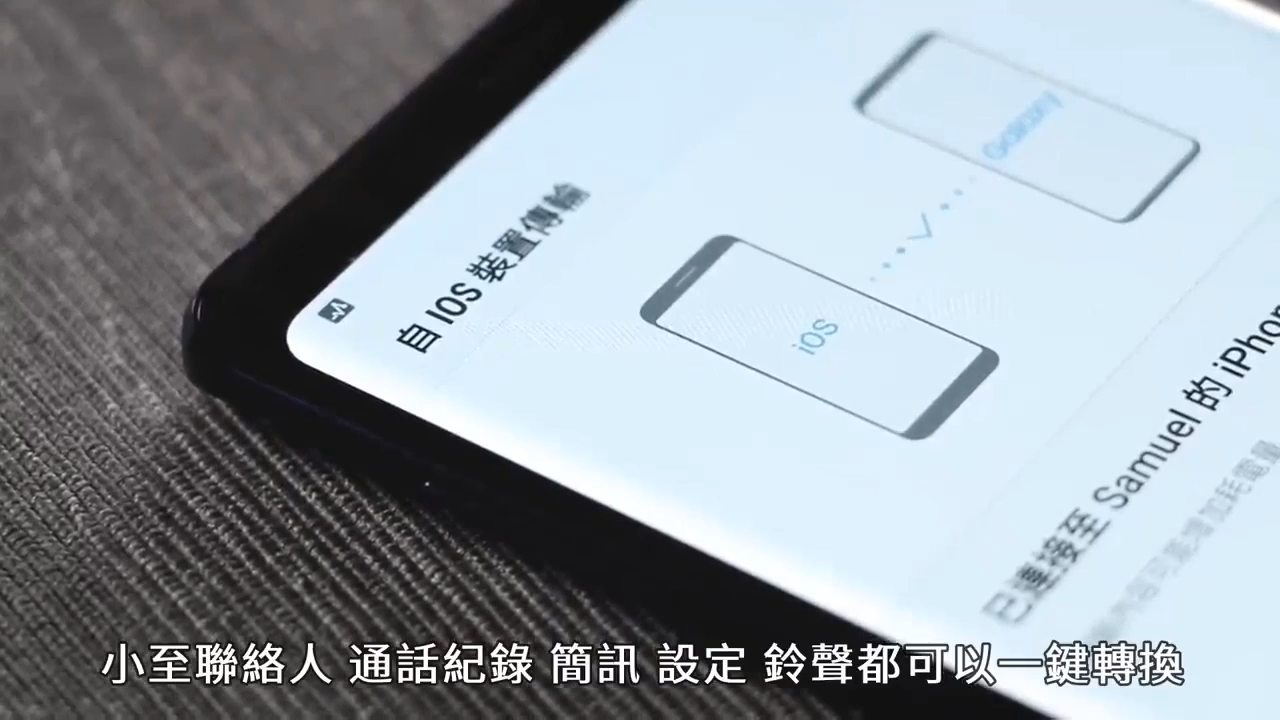 自 IOS 裝置傳輸
Galaxy
iOS
已連接至 Samuel 的 iPhon
小至聯絡人 通話紀錄 簡訊 設定 鈴聲都可以一鍵轉換